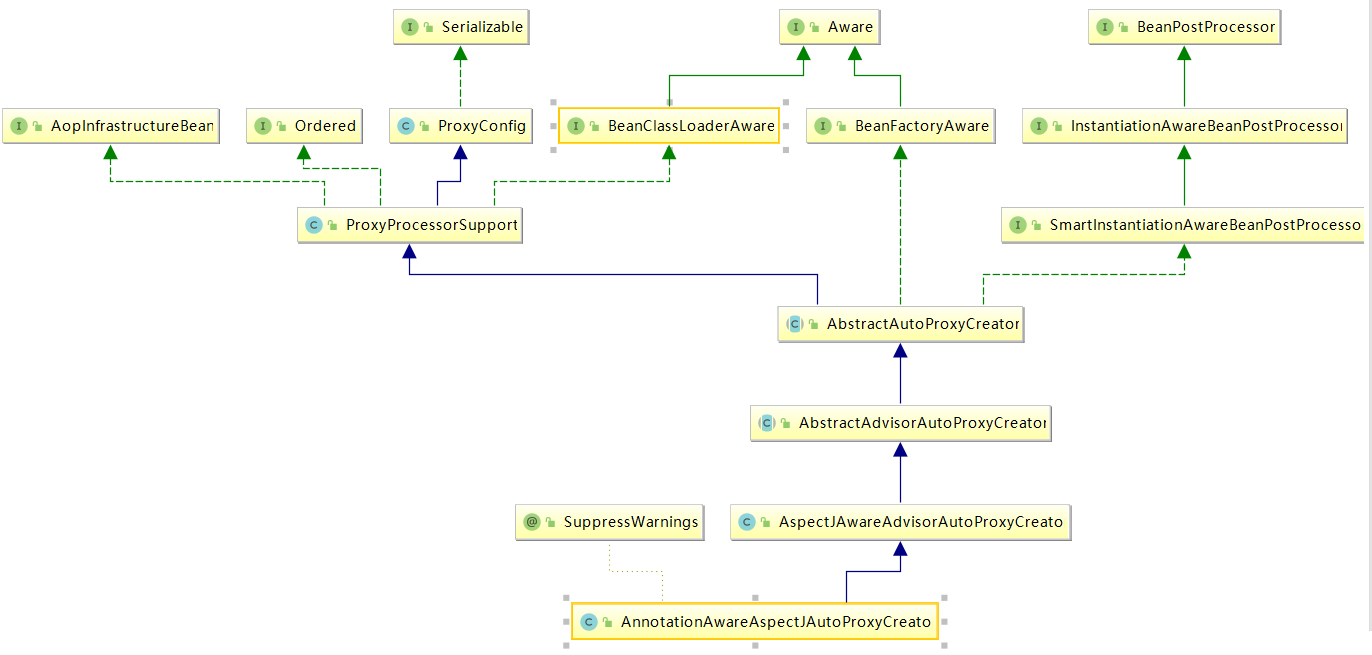 Serializable
Aware
BeanPostProcessor
AopInfrastructureBean
Ordered
ProxyConfig
BeanClassLoaderAware
BeanFactoryAware
InstantiationAwareBeanPostProcessor
ProxyProcessorSupport
SmartInstantiationAwareBeanPostProcesso
AbstractAutoProxyCreator
AbstractAdvisorAutoProxyCreator
SuppressWarnings
AspectJAwareAdvisorAutoProxyCreato
AnnotationAwareAspectJAutoProxyCreato